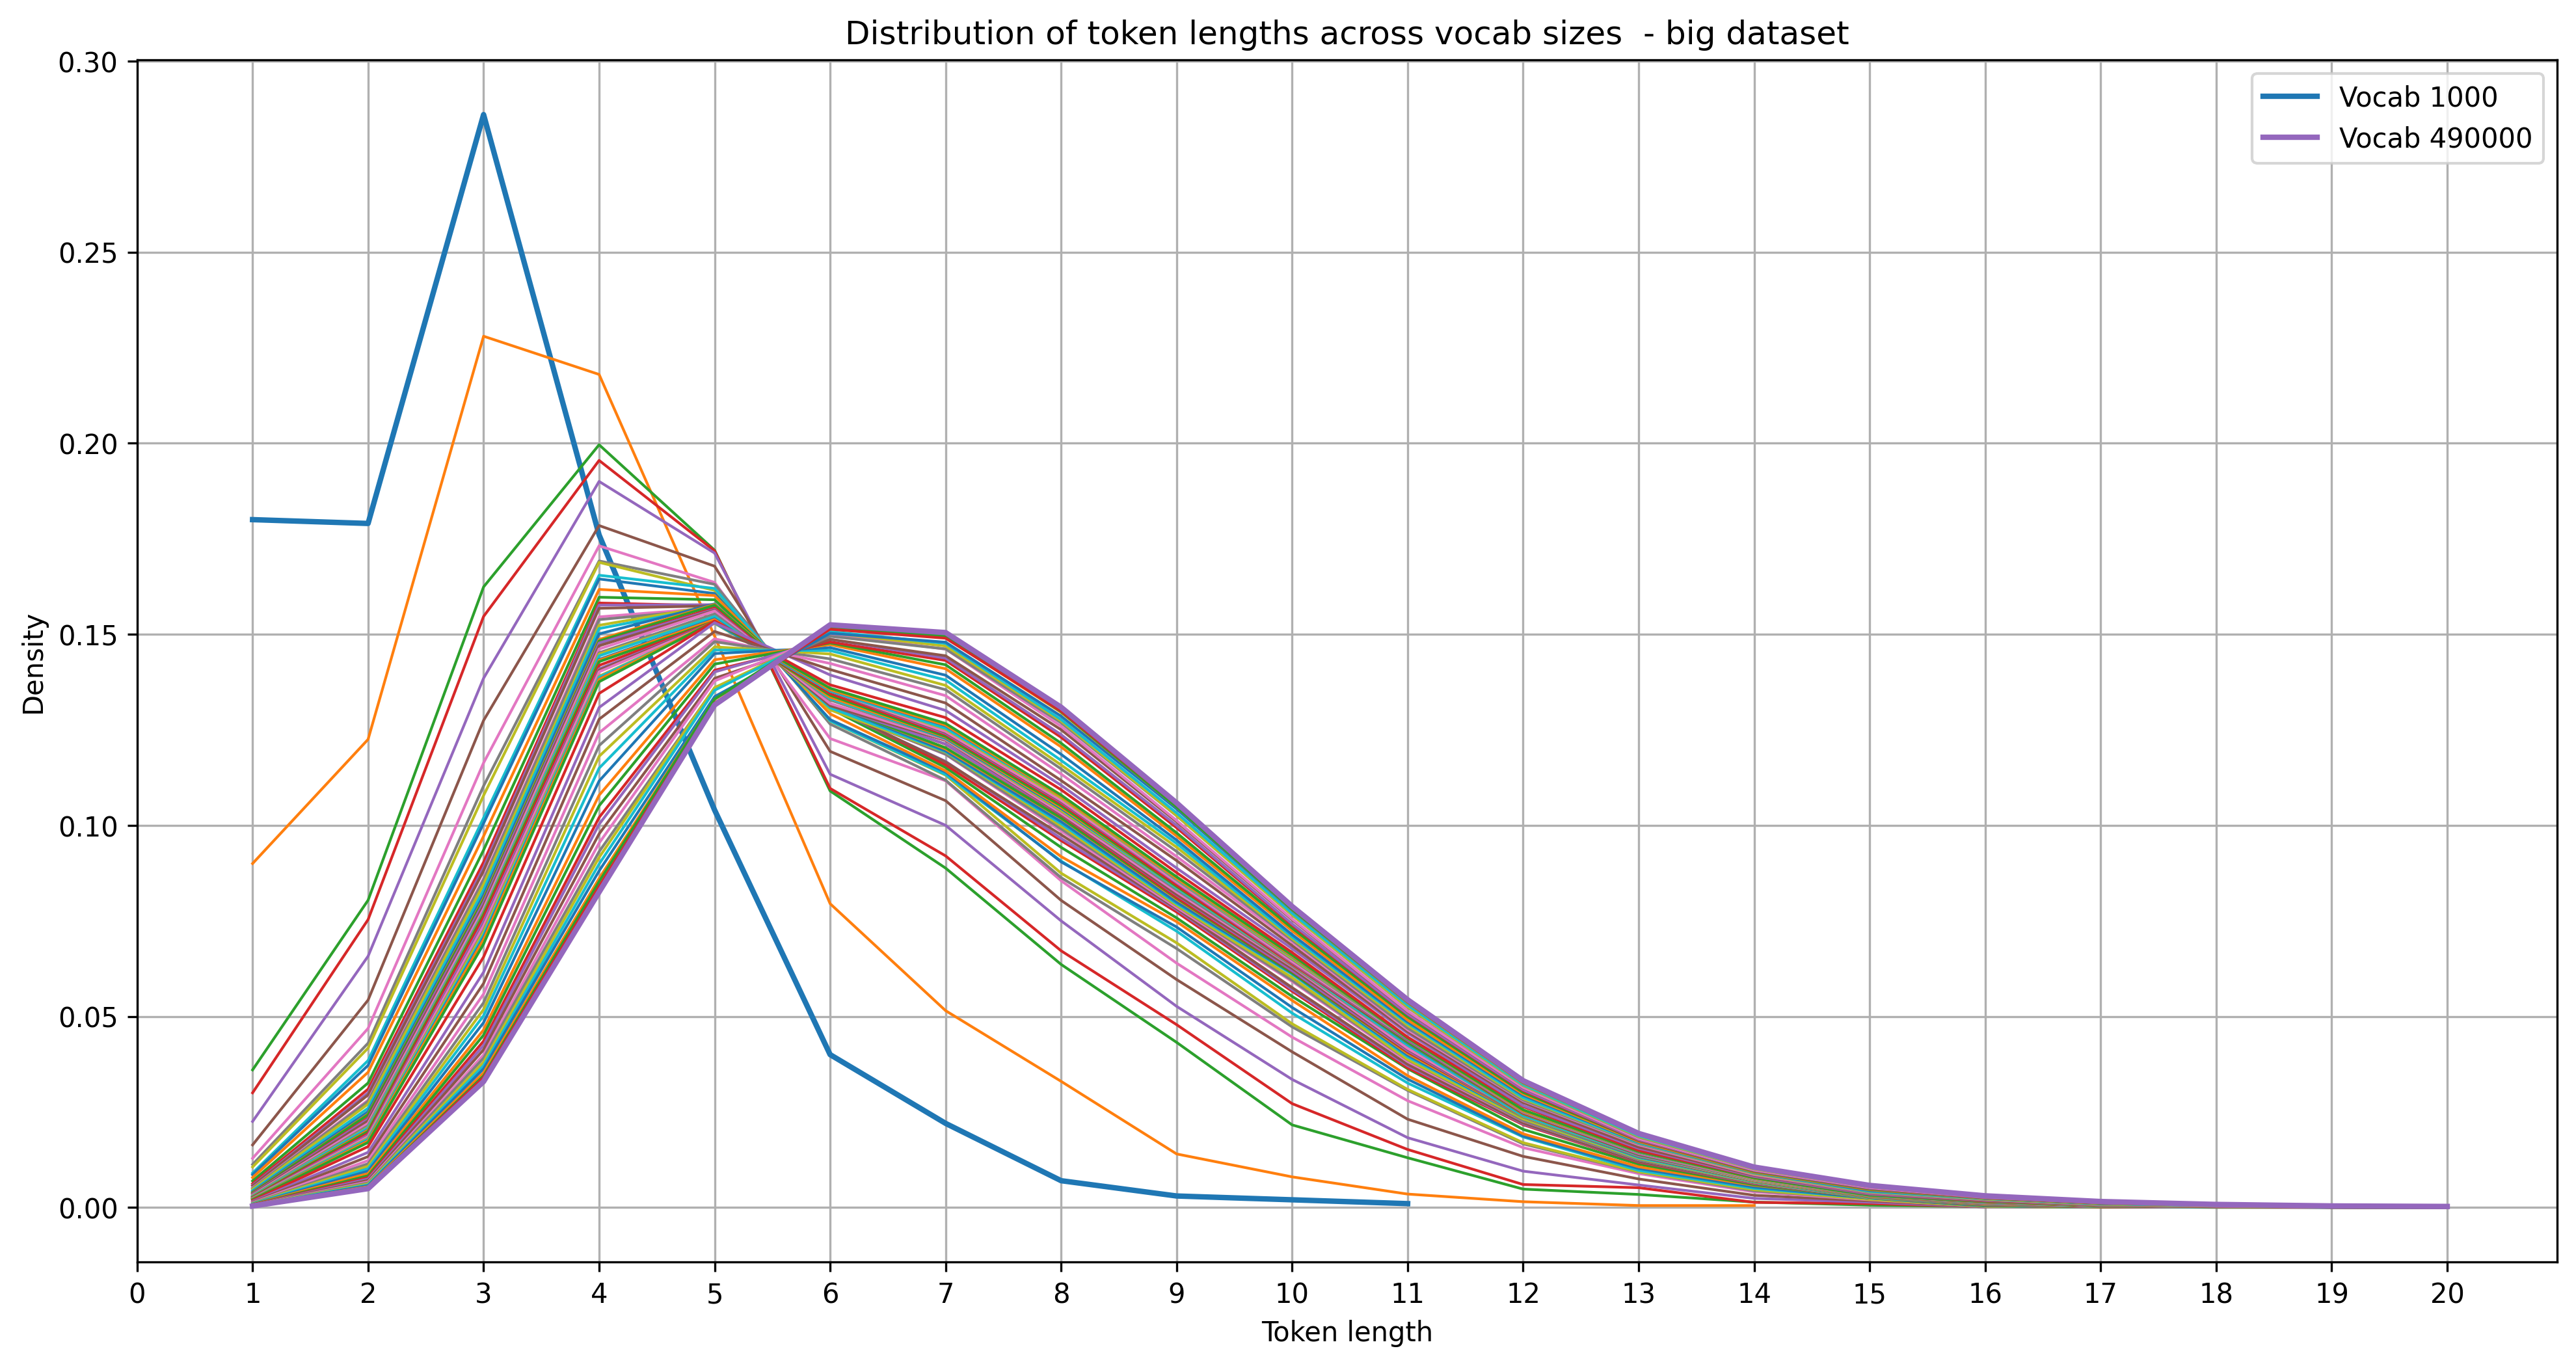 Distribution of token lengths across vocab sizes  - big dataset
Vocab 1000
Vocab 490000
Density
0.30
0.25
0.20
0.15
0.10
0.05
0.00
0 1 2 3 4 5 6 7 8 9 10 11 12 13 14 15 16 17 18 19 20
Token length